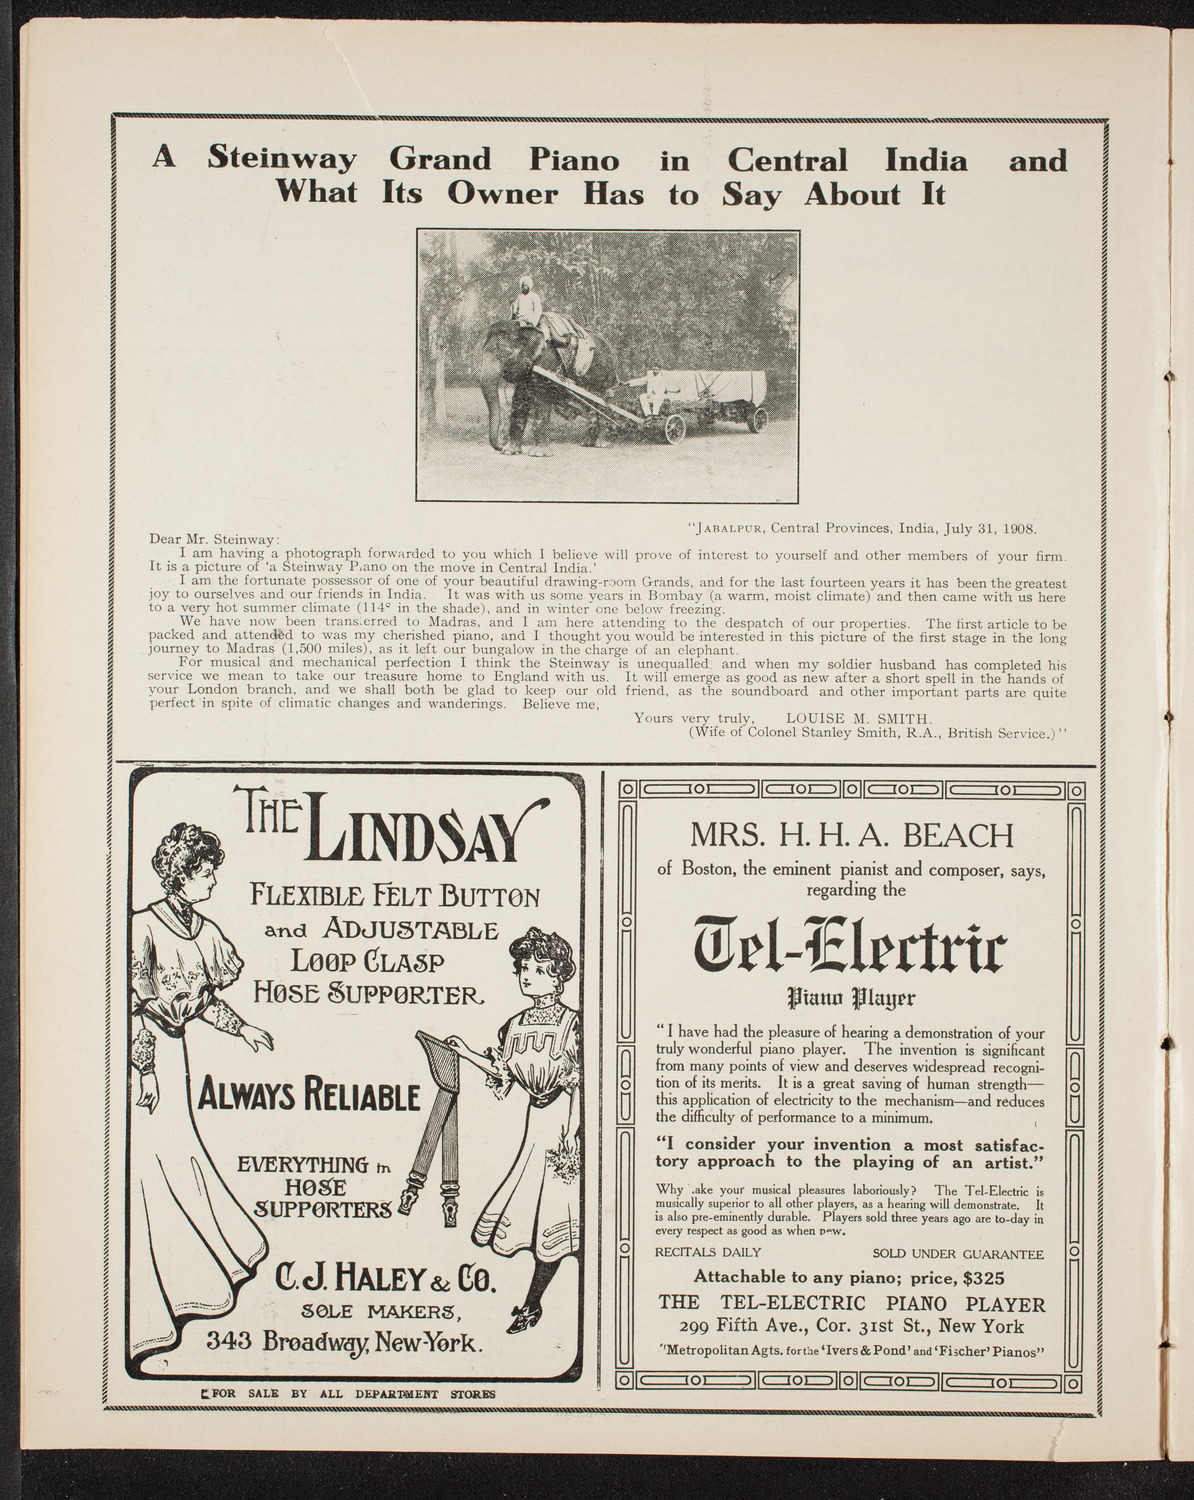 A Steinway Grand Piano in Central India and
What Its Owner Has to Say About It
"JABALPUR, Central Provinces, India, July 31, 1908.
Dear Mr. Steinway:
I am having a photograph forwarded to you which I believe will prove of interest to yourself and other members of your firm.
It is a picture of 'a Steinway P.ano on the move in Central India.'
I am the fortunate possessor of one of your beautiful drawing-room Grands, and for the last fourteen years it has been the greatest
joy to ourselves and our friends in India. It was with us some years in Bombay (a warm, moist climate) and then came with us here
to a very hot summer climate (114° in the shade), and in winter one below freezing.
We have now been trans.erred to Madras, and I am here attending to the despatch of our properties. The first article to be
packed and attended to was my cherished piano, and I thought you would be interested in this picture of the first stage in the long
journey to Madras (1,500 miles), as it left our bungalow in the charge of an elephant.
For musical and mechanical perfection I think the Steinway is unequalled, and when my soldier husband has completed his
service we mean to take our treasure home to England with us. It will emerge as good as new after a short spell in the hands of
your London branch, and we shall both be glad to keep our old friend, as the soundboard and other important parts are quite
perfect in spite of climatic changes and wanderings. Believe me,
Yours very truly, LOUISE M. SMITH.
(Wife of Colonel Stanley Smith, R.A., British Service.)"
THE LINDSAY
FLEXIBLE FELT BUTTON
and ADJUSTABLE
LOOP CLASP
HOSE SUPPORTER.
ALWAYS RELIABLE
EVERYTHING in
HOSE
SUPPORTERS
C.J. HALEY & CO.
SOLE MAKERS,
343 Broadway, New-York.
FOR SALE BY ALL DEPARTMENT STORES
MRS. H. H. A. BEACH
of Boston, the eminent pianist and composer, says,
regarding the
Tel-Electric
Piano Player
"I have had the pleasure of hearing a demonstration of your
truly wonderful piano player. The invention is significant
from many points of view and deserves widespread recogni-
tion of its merits. It is a great saving of human strength—
this application of electricity to the mechanism—and reduces
the difficulty of performance to a minimum.
"I consider your invention a most satisfac-
tory approach to the playing of an artist."
Why .ake your musical pleasures laboriously? The Tel-Electric is
musically superior to all other players, as a hearing will demonstrate. It
is also pre-eminently durable. Players sold three years ago are to-day in
every respect as good as when new.
RECITALS DAILY SOLD UNDER GUARANTEE
Attachable to any piano; price, $325
THE TEL-ELECTRIC PIANO PLAYER
299 Fifth Ave., Cor. 31st St., New York
"Metropolitan Agts. for the 'Ivers & Pond' and 'Fischer' Pianos"